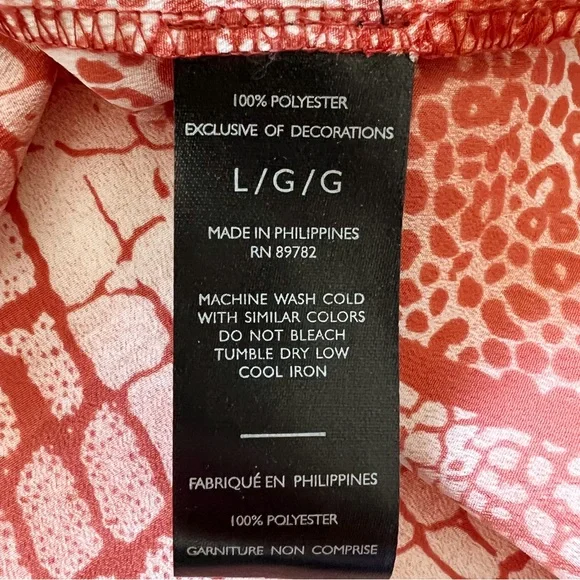 100% POLYESTER
EXCLUSIVE OF DECORATIONS
L/G/G
MADE IN PHILIPPINES
RN 89782
MACHINE WASH COLD
WITH SIMILAR COLORS
DO NOT BLEACH
TUMBLE DRY LOW
COOL IRON
FABRIQUÉ EN PHILIPPINES
100% POLYESTER
GARNITURE NON COMPRISE